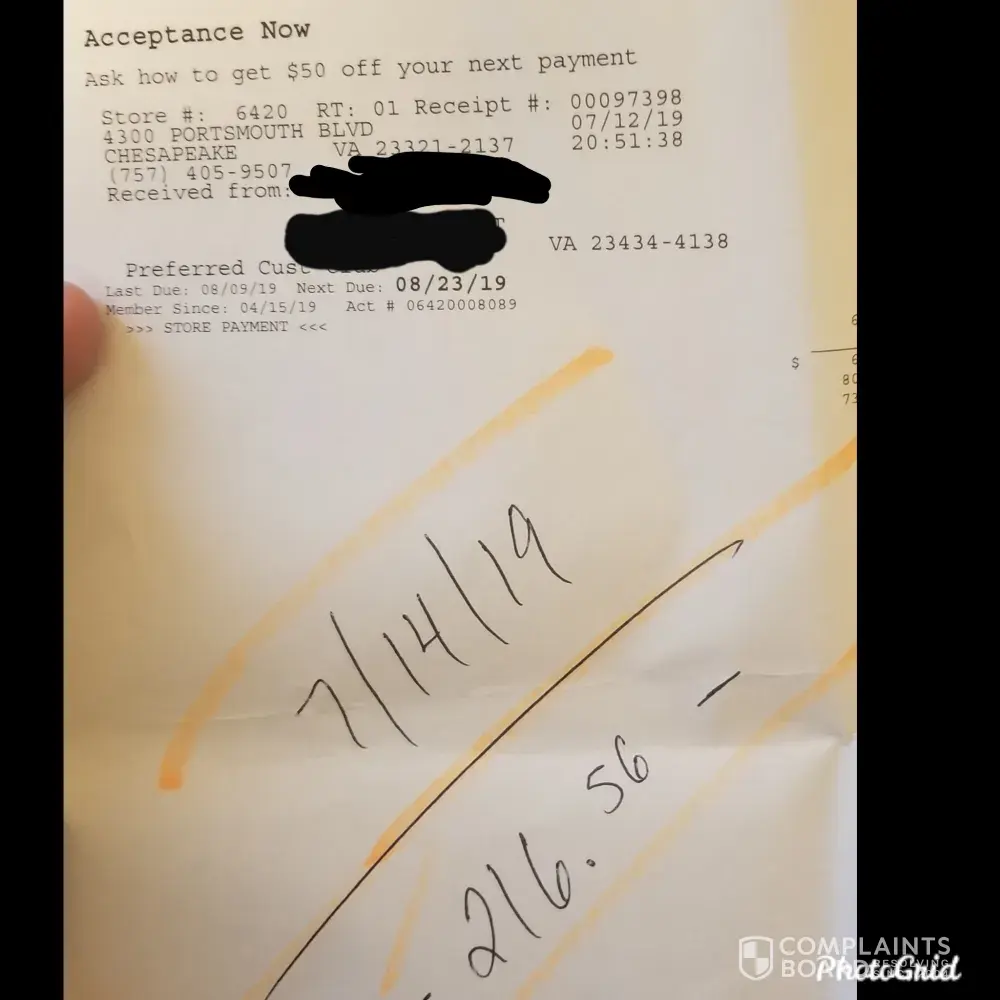 Acceptance Now
Ask how to get $50 off your next payment
Store #: 6420 RT: 01 Receipt #: 00097398
4300 PORTSMOUTH BLVD 07/12/19
CHESAPEAKE VA 23321-2137 20:51:38
(757) 405-9507
Received from:
VA 23434-4138
Preferred Cust Club
Last Due: 08/09/19 Next Due: 08/23/19
Member Since: 04/15/19 Act # 06420008089
>>> STORE PAYMENT <<<
$
80
73
7/14/19
216.56
COMPLAINTS
PhotoGrid